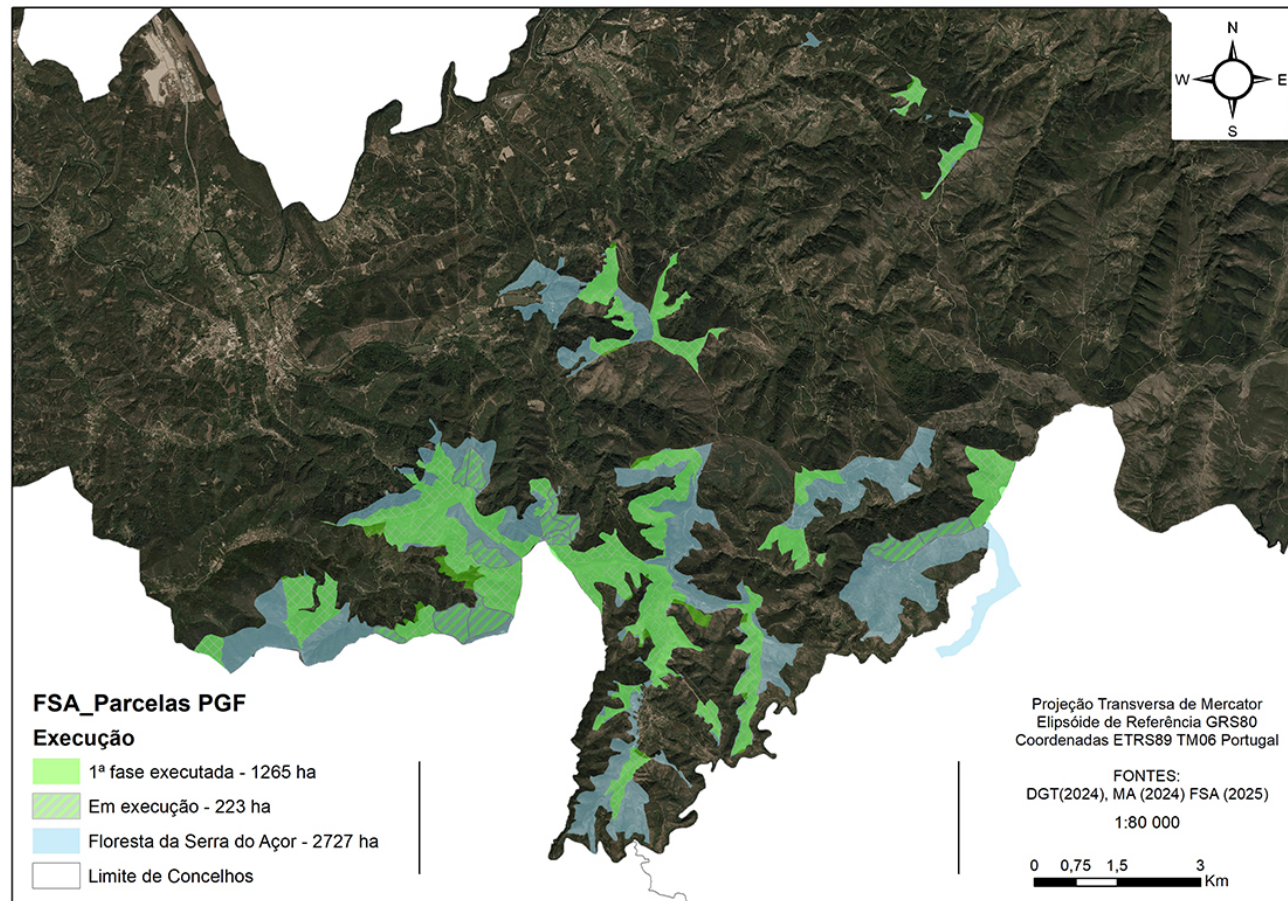 N
W E
S
FSA_Parcelas PGF
Execução
1ª fase executada - 1265 ha
Em execução - 223 ha
Floresta da Serra do Açor - 2727 ha
Limite de Concelhos
Projeção Transversa de Mercator
Elipsóide de Referência GRS80
Coordenadas ETRS89 TM06 Portugal
FONTES:
DGT(2024), MA (2024) FSA (2025)
1:80 000
0 0,75 1,5 3
Km